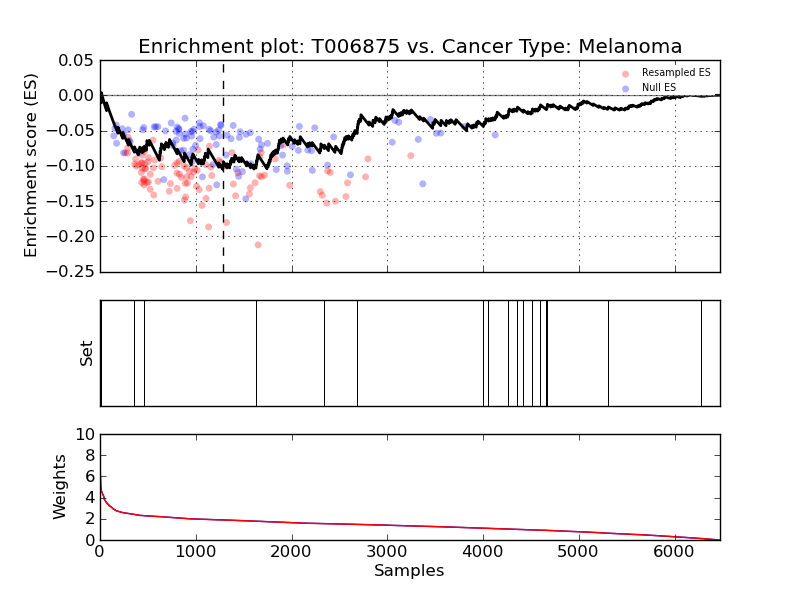 Enrichment plot: T006875 vs. Cancer Type: Melanoma
Enrichment score (ES)
0.05
0.00
−0.05
−0.10
−0.15
−0.20
−0.25
Resampled ES
Null ES
Set
Weights
10
8
6
4
2
0
0 1000 2000 3000 4000 5000 6000
Samples